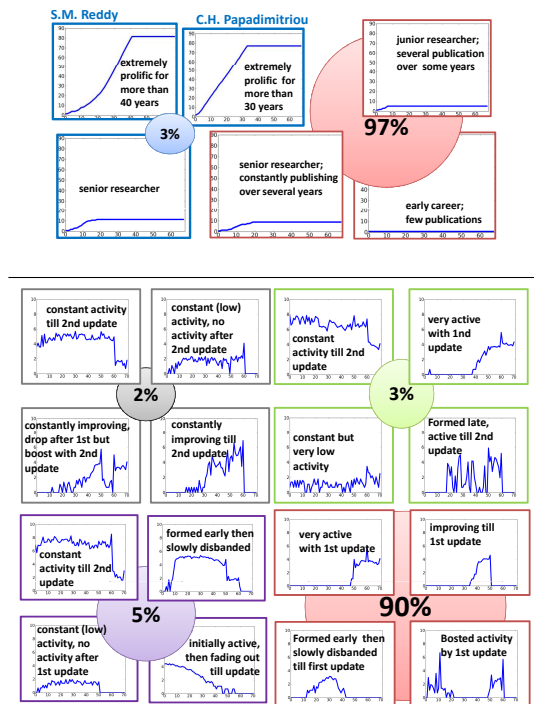 S.M. Reddy
C.H. Papadimitriou
extremely
prolific for
more than
40 years
extremely
prolific for
more than
30 years
junior researcher;
several publication
over some years
3%
97%
senior researcher
senior researcher;
constantly publishing
over several years
early career;
few publications
constant activity
till 2nd update
constant (low)
activity, no
activity after
2nd update
constant
activity till 2nd
update
very active
with 1nd
update
2%
3%
constantly improving,
drop after 1st but
boost with 2nd
update
constantly
improving till
2nd update
constant but
very low
activity
Formed late,
active till 2nd
update
constant
activity till 2nd
update
formed early then
slowly disbanded
very active
with 1st update
improving till
1st update
5%
90%
constant (low)
activity, no
activity after
1st update
initially active,
then fading out
till update
Formed early then
slowly disbanded
till first update
Bosted activity
by 1st update